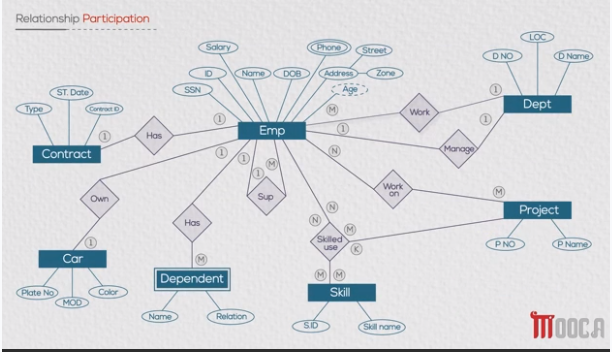 Relationship Participation
Salary
Phone
Street
ID
Name
DOB
Address
Zone
SSN
Age
LOC
D NO
D Name
ST. Date
Type
Contract ID
Contract
1
Has
1
Emp
M
Work
1
Dept
1
Manage
1
Own
1
Car
Plate No
MOD
Color
1
Has
M
Dependent
Name
Relation
1
M
Sup
N
Work
on
M
Project
P NO
P Name
N
N
Skilled
use
K
M
M
Skill
S.ID
Skill name
MOOCA